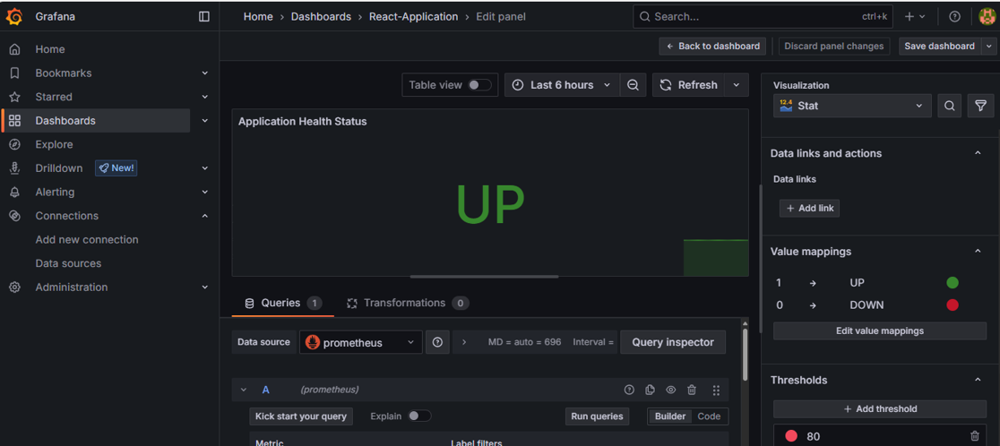 Grafana
Home › Dashboards › React-Application › Edit panel
Search...
ctrl+k
Back to dashboard
Discard panel changes
Save dashboard
Home
Bookmarks
Starred
Dashboards
Explore
Drilldown
New!
Alerting
Connections
Add new connection
Data sources
Administration
Table view
Last 6 hours
Refresh
Application Health Status
UP
Queries 1
Transformations 0
Data source
prometheus
MD = auto = 696 Interval =
Query inspector
A (prometheus)
Kick start your query
Explain
Run queries
Builder
Code
Metric
Label filters
Visualization
12.4
Stat
Data links and actions
Data links
+ Add link
Value mappings
1 → UP
0 → DOWN
Edit value mappings
Thresholds
+ Add threshold
80